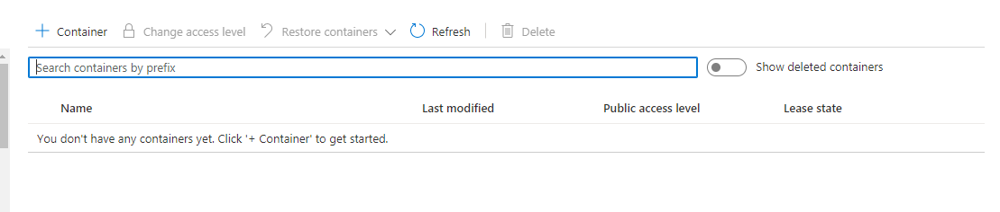 + Container Change access level Restore containers Refresh Delete
Search containers by prefix Show deleted containers
Name Last modified Public access level Lease state
You don't have any containers yet. Click '+ Container' to get started.